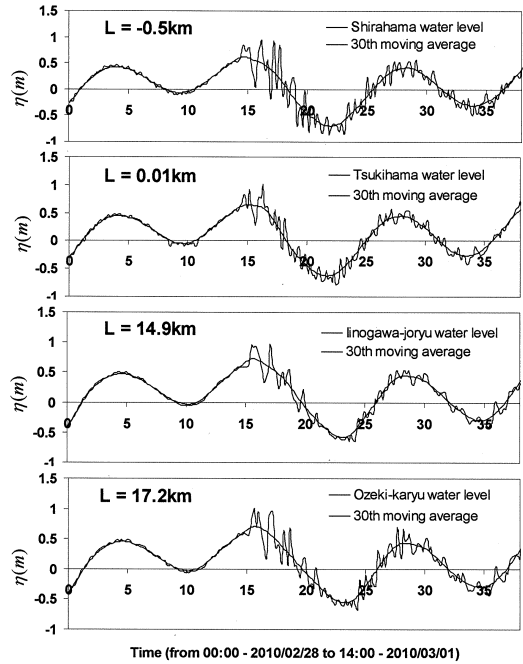 1.5
L = -0.5km
Shirahama water level
1
30th moving average
0.5
η(m)
0
0 5 10 15 20 25 30 35
-0.5
-1
1.5
L = 0.01km
Tsukihama water level
1
30th moving average
0.5
η(m)
0
0 5 10 15 20 25 30 35
-0.5
-1
1.5
L = 14.9km
Iinogawa-joryu water level
1
30th moving average
0.5
η(m)
0
0 5 10 15 20 25 30 35
-0.5
-1
1.5
L = 17.2km
Ozeki-karyu water level
1
30th moving average
0.5
η(m)
0
0 5 10 15 20 25 30 35
-0.5
-1
Time (from 00:00 - 2010/02/28 to 14:00 - 2010/03/01)